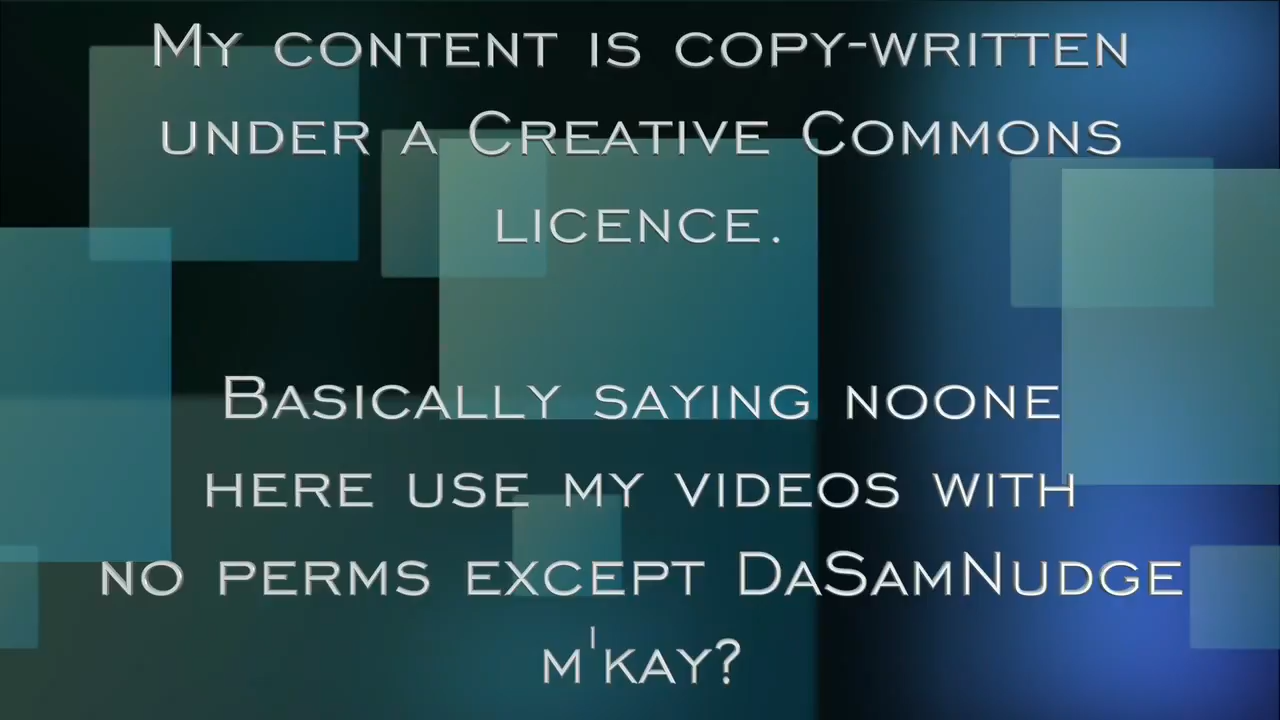 My content is copy-written
under a Creative Commons
licence.
Basically saying noone
here use my videos with
no perms except DaSamNudge
m'kay?